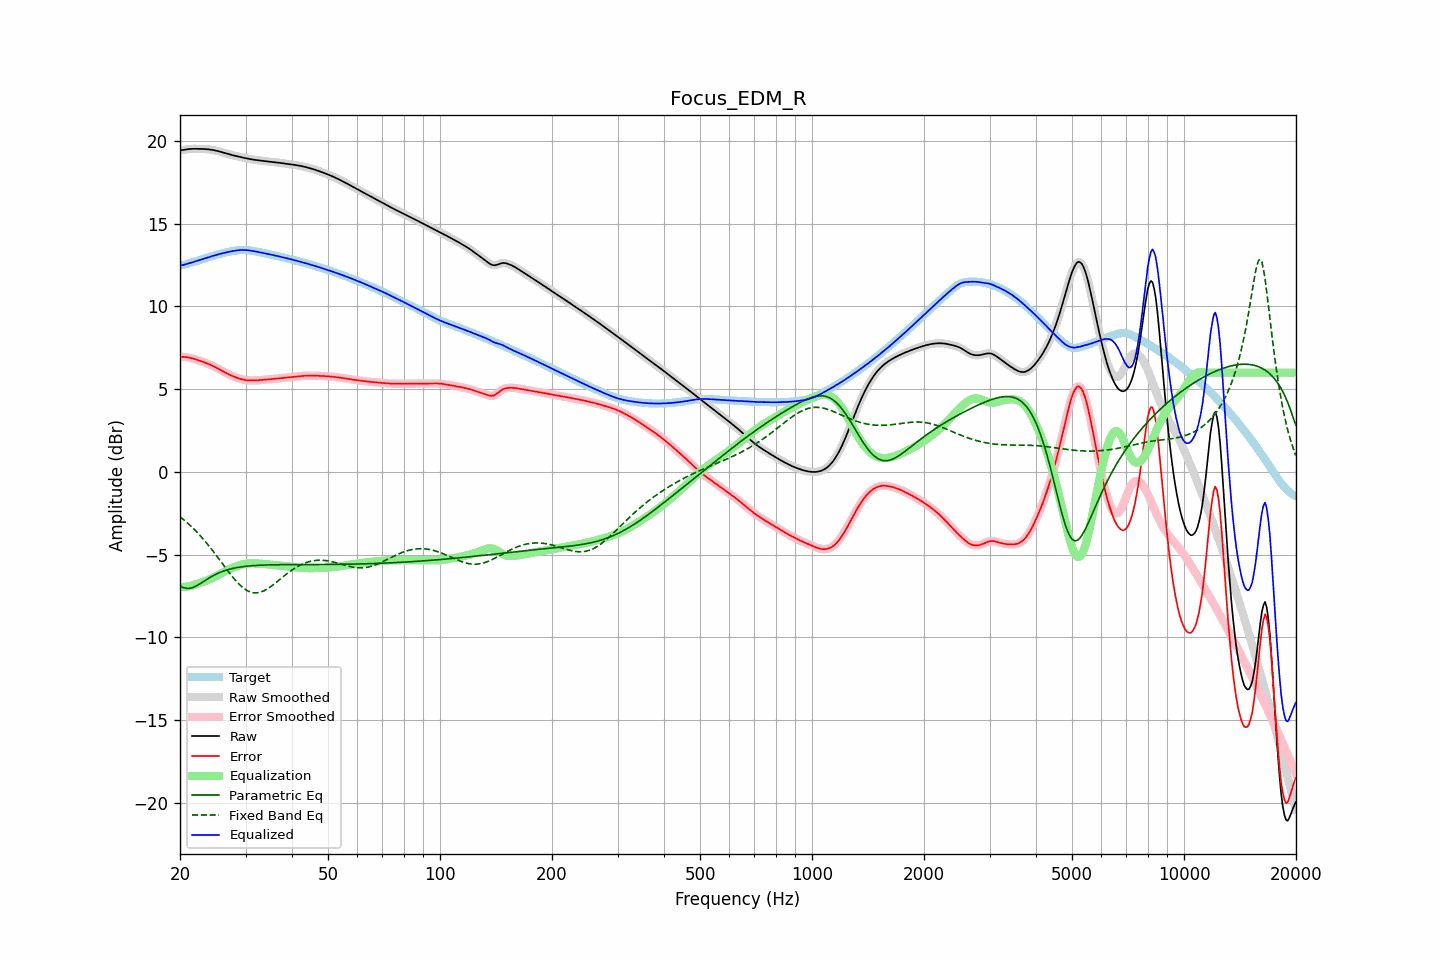 Focus_EDM_R
Amplitude (dBr)
20
15
10
5
0
−5
−10
−15
−20
Target
Raw Smoothed
Error Smoothed
Raw
Error
Equalization
Parametric Eq
Fixed Band Eq
Equalized
20 50 100 200 500 1000 2000 5000 10000 20000
Frequency (Hz)